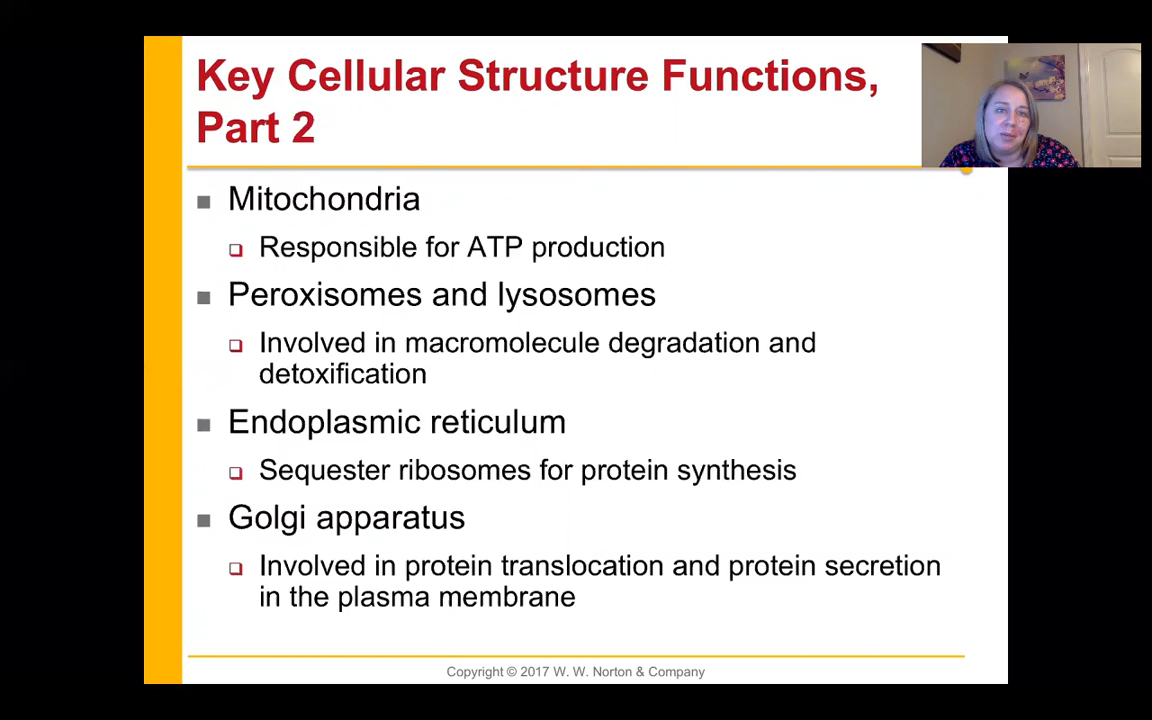 Key Cellular Structure Functions,
Part 2
Mitochondria
Responsible for ATP production
Peroxisomes and lysosomes
Involved in macromolecule degradation and
detoxification
Endoplasmic reticulum
Sequester ribosomes for protein synthesis
Golgi apparatus
Involved in protein translocation and protein secretion
in the plasma membrane
Copyright © 2017 W. W. Norton & Company